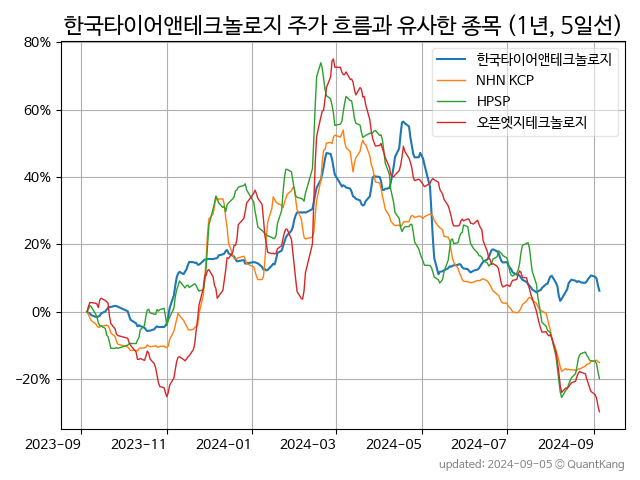 한국타이어앤테크놀로지 주가 흐름과 유사한 종목 (1년, 5일선)
80%
60%
40%
20%
0%
−20%
한국타이어앤테크놀로지
NHN KCP
HPSP
오픈엣지테크놀로지
2023-09 2023-11 2024-01 2024-03 2024-05 2024-07 2024-09
updated: 2024-09-05 © QuantKang